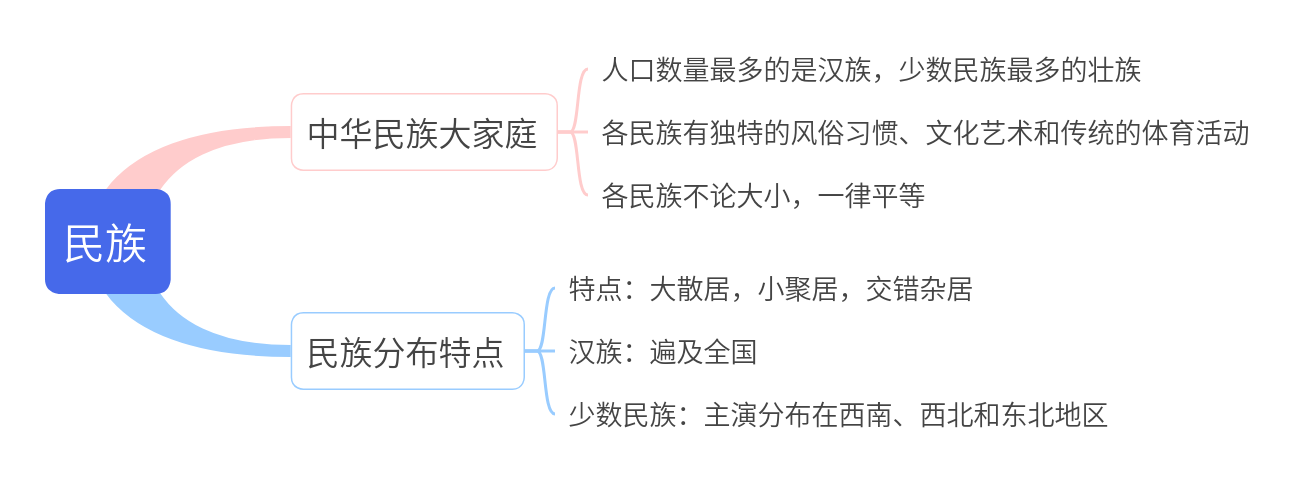 民族
中华民族大家庭
人口数量最多的是汉族，少数民族最多的壮族
各民族有独特的风俗习惯、文化艺术和传统的体育活动
各民族不论大小，一律平等
民族分布特点
特点：大散居，小聚居，交错杂居
汉族：遍及全国
少数民族：主演分布在西南、西北和东北地区